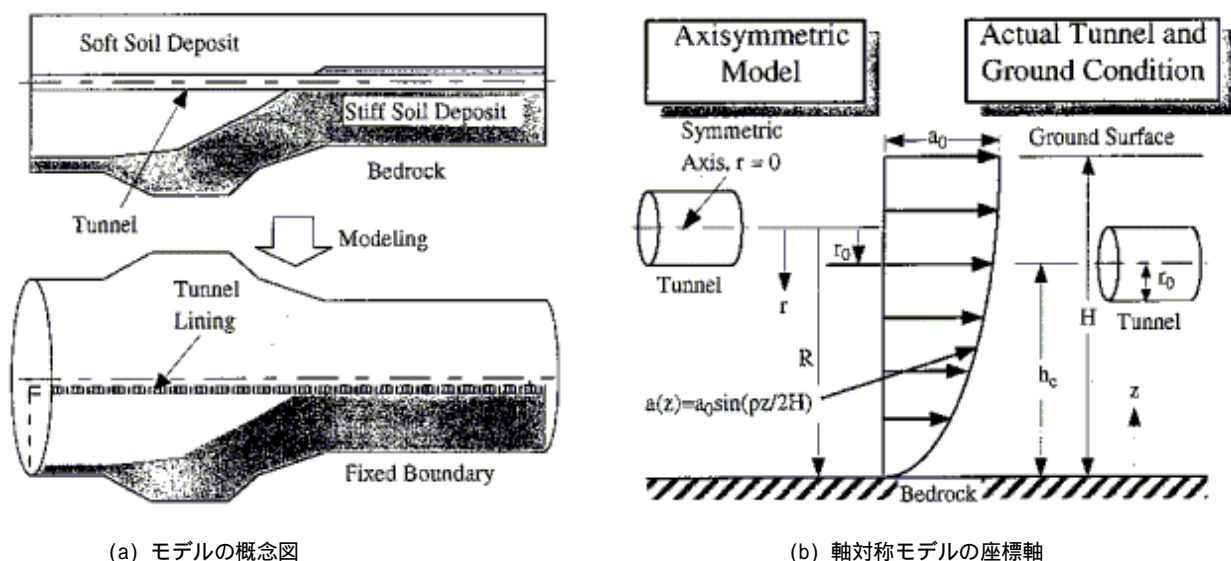 Soft Soil Deposit
Stiff Soil Deposit
Bedrock
Tunnel
Modeling
Tunnel
Lining
Fixed Boundary
(a) モデルの概念図
Axisymmetric
Model
Actual Tunnel and
Ground Condition
Symmetric
Axis, r = 0
a₀
Ground Surface
Tunnel
r₀
r
R
a(z)=a₀sin(pz/2H)
h꜀
H
z
r₀
Tunnel
Bedrock
(b) 軸対称モデルの座標軸